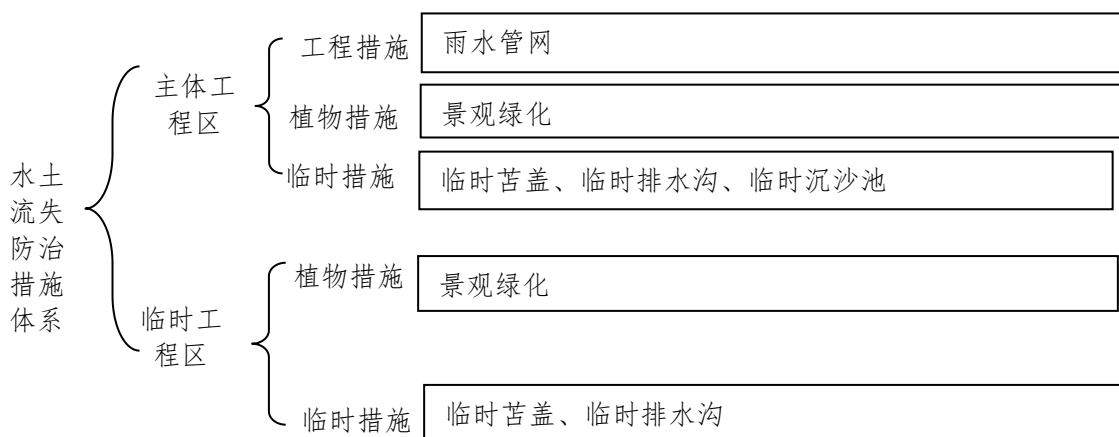 水土
流失
防治
措施
体系
主体工
程区
工程措施
雨水管网
植物措施
景观绿化
临时措施
临时苫盖、临时排水沟、临时沉沙池
临时工
程区
植物措施
景观绿化
临时措施
临时苫盖、临时排水沟